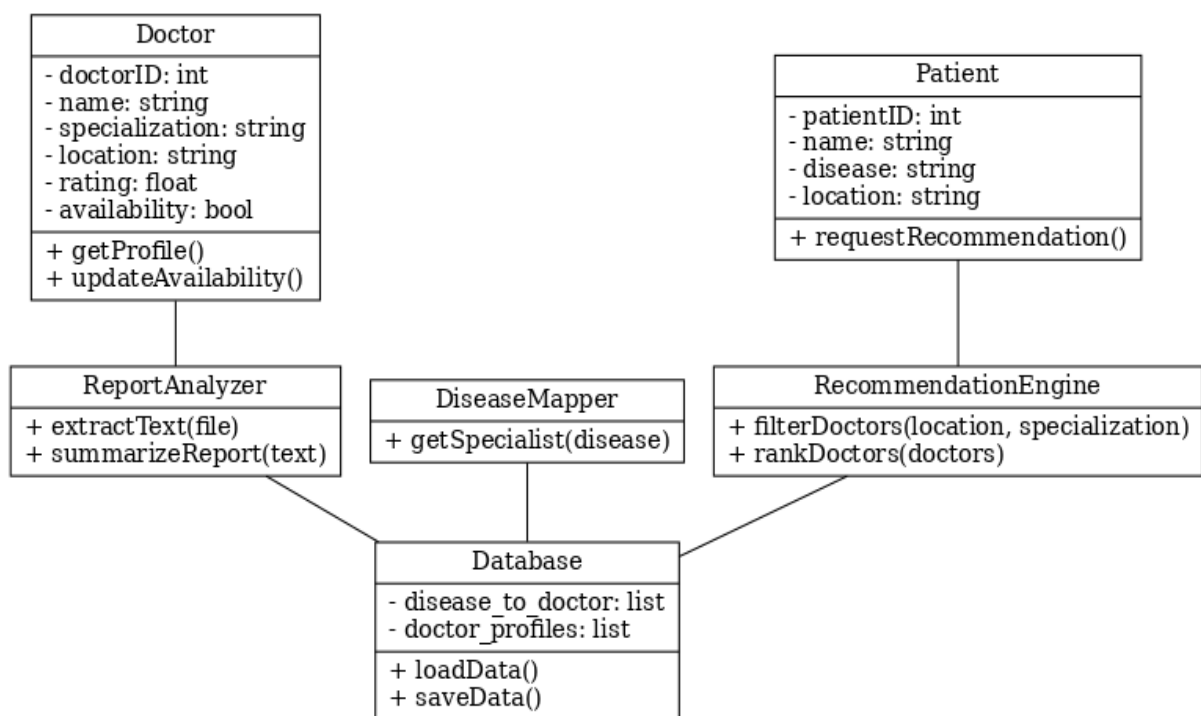 Doctor
- doctorID: int
- name: string
- specialization: string
- location: string
- rating: float
- availability: bool
+ getProfile()
+ updateAvailability()
Patient
- patientID: int
- name: string
- disease: string
- location: string
+ requestRecommendation()
ReportAnalyzer
+ extractText(file)
+ summarizeReport(text)
DiseaseMapper
+ getSpecialist(disease)
RecommendationEngine
+ filterDoctors(location, specialization)
+ rankDoctors(doctors)
Database
- disease_to_doctor: list
- doctor_profiles: list
+ loadData()
+ saveData()